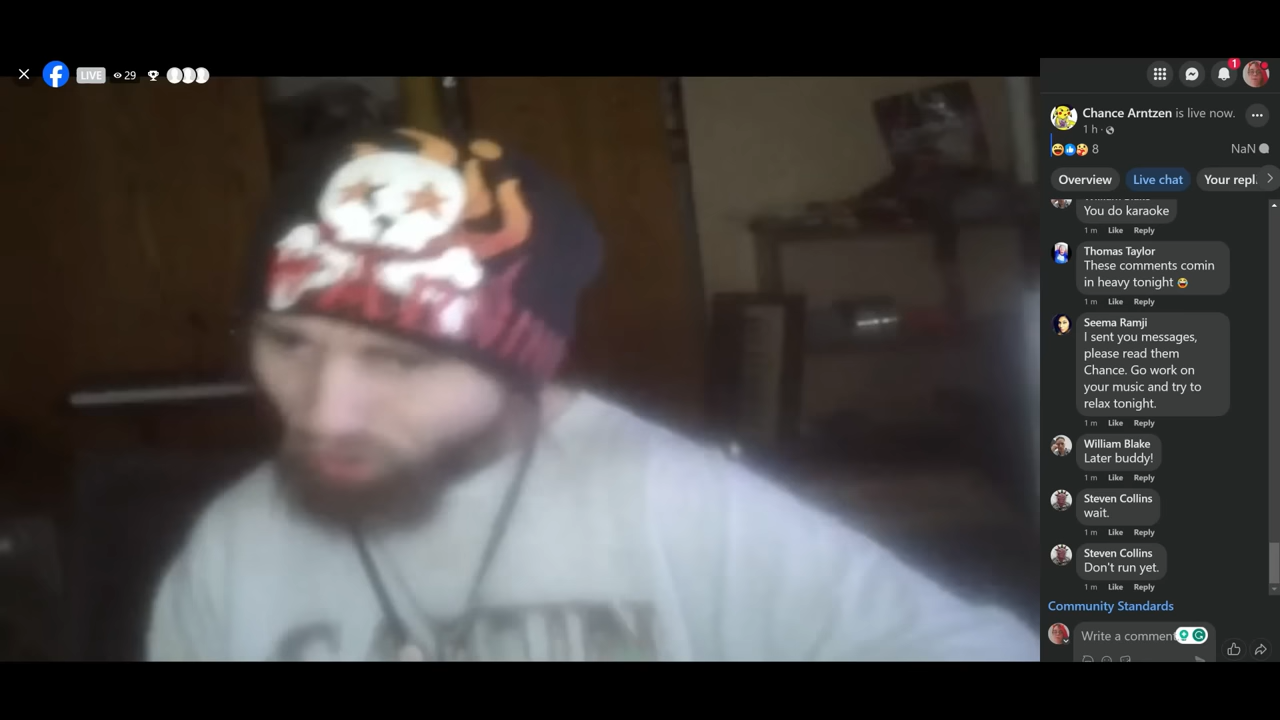 LIVE 29
1
Chance Arntzen is live now.
1 h
8 NaN
Overview Live chat Your repl.
You do karaoke
1 m Like Reply
Thomas Taylor
These comments comin
in heavy tonight
1 m Like Reply
Seema Ramji
I sent you messages,
please read them
Chance. Go work on
your music and try to
relax tonight.
1 m Like Reply
William Blake
Later buddy!
1 m Like Reply
Steven Collins
wait.
1 m Like Reply
Steven Collins
Don't run yet.
1 m Like Reply
Community Standards
Write a comment